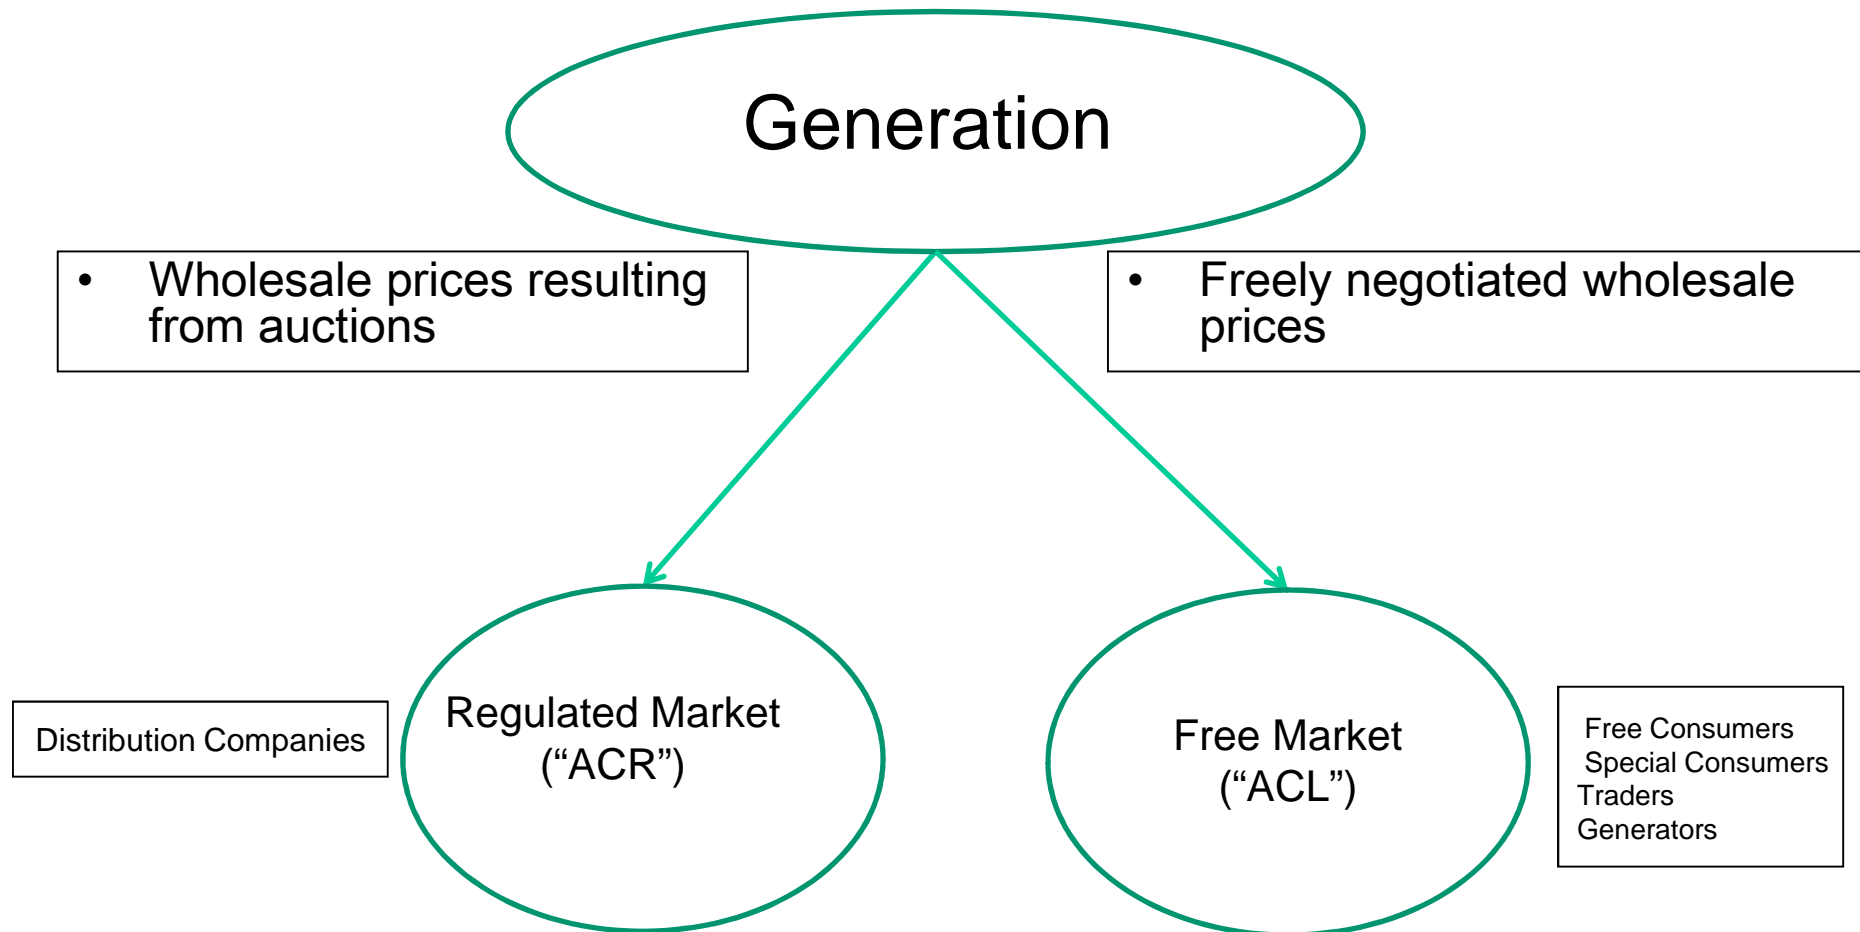 Generation
• Wholesale prices resulting
from auctions
• Freely negotiated wholesale
prices
Distribution Companies
Regulated Market
(“ACR”)
Free Market
(“ACL”)
Free Consumers
Special Consumers
Traders
Generators